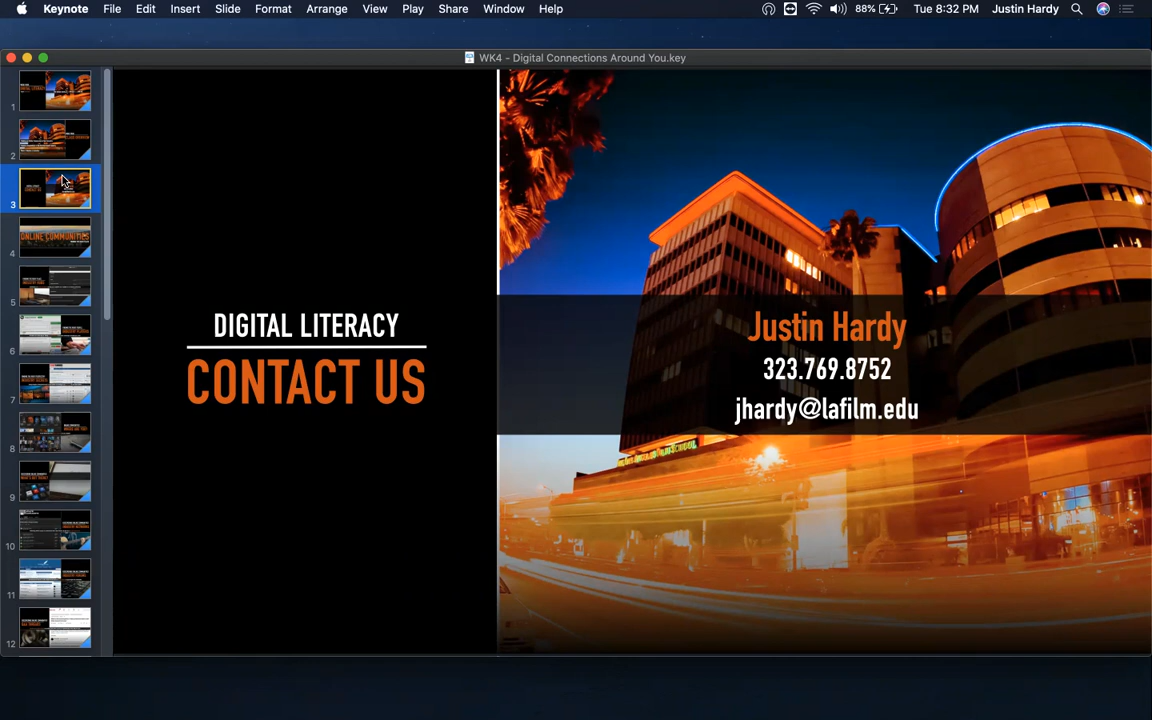 Keynote File Edit Insert Slide Format Arrange View Play Share Window Help 88% Tue 8:32 PM Justin Hardy
WK4 - Digital Connections Around You.key
1
2
3
4
ONLINE COMMUNITIES
5
6
7
8
9
10
11
12
DIGITAL LITERACY
CONTACT US
Justin Hardy
323.769.8752
jhardy@lafilm.edu